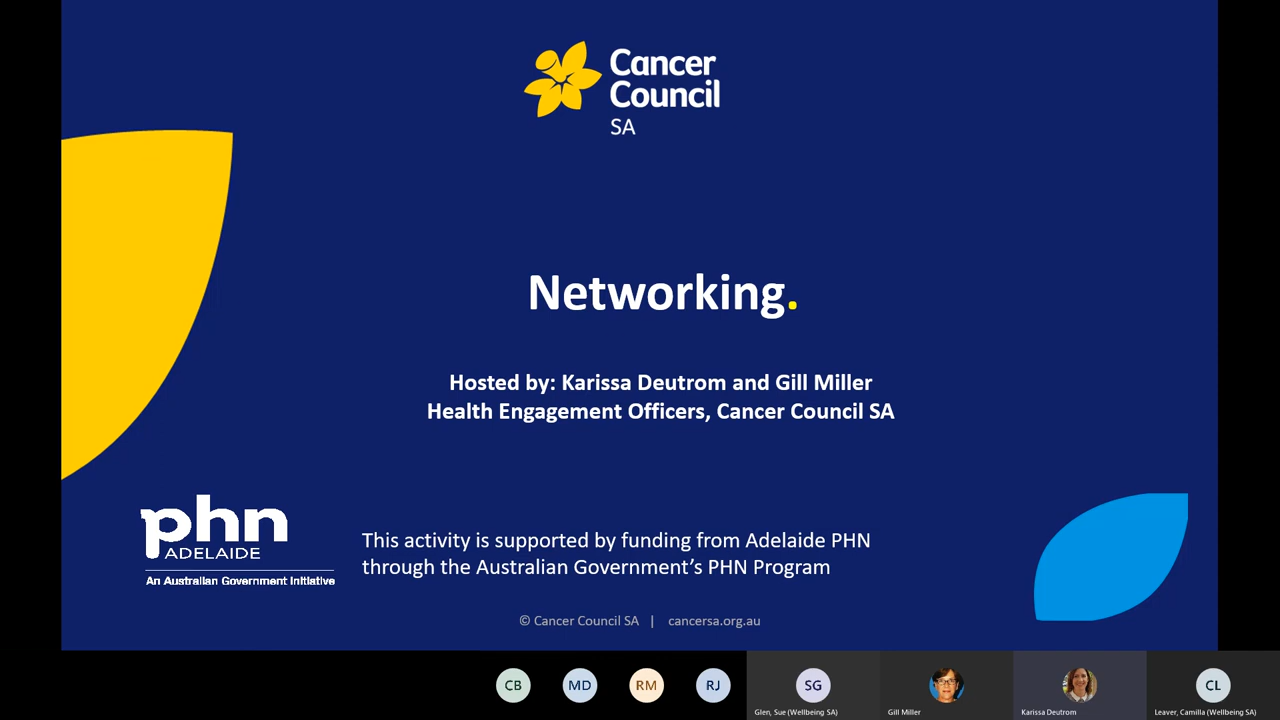 Cancer
Council
SA
Networking.
Hosted by: Karissa Deutrom and Gill Miller
Health Engagement Officers, Cancer Council SA
phn
ADELAIDE
An Australian Government Initiative
This activity is supported by funding from Adelaide PHN
through the Australian Government’s PHN Program
© Cancer Council SA | cancersa.org.au
CB
MD
RM
RJ
SG
CL
Glen, Sue (Wellbeing SA)
Gill Miller
Karissa Deutrom
Leaver, Camilla (Wellbeing SA)